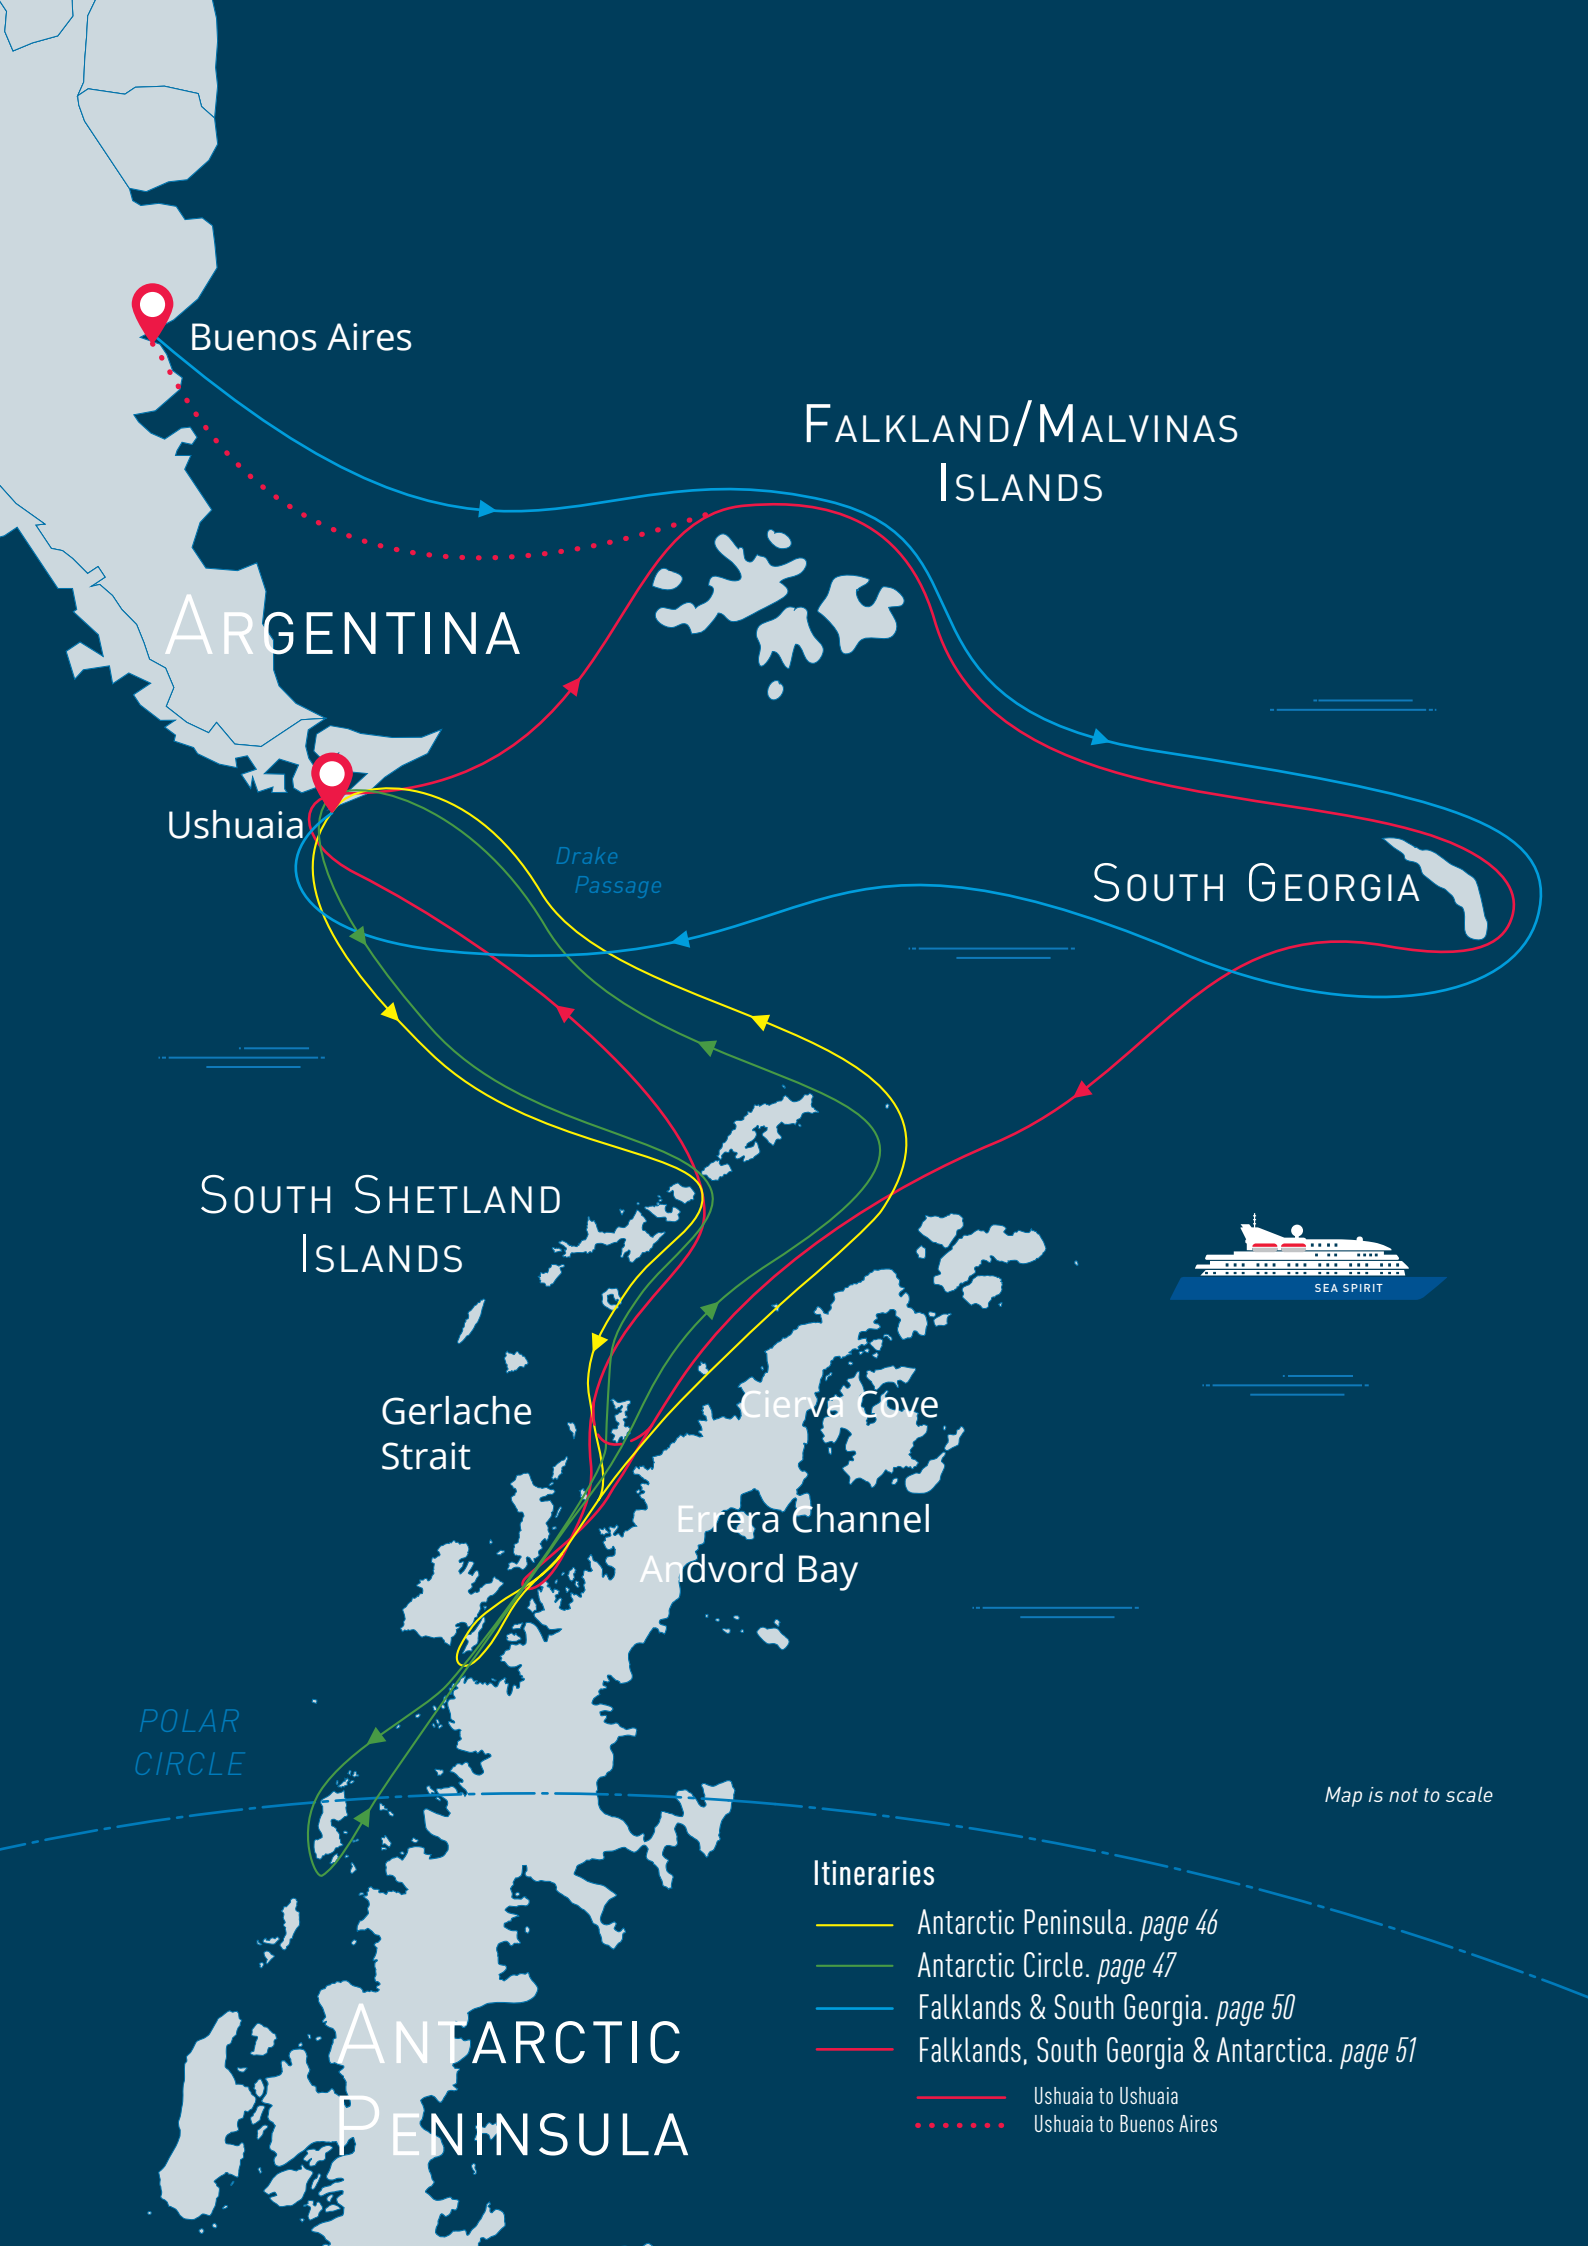 Buenos Aires
FALKLAND/MALVINAS
ISLANDS
ARGENTINA
Ushuaia
Drake
Passage
SOUTH GEORGIA
SOUTH SHETLAND
ISLANDS
SEA SPIRIT
Gerlache
Strait
Cierva Cove
Errera Channel
Andvord Bay
POLAR
CIRCLE
Map is not to scale
Itineraries
Antarctic Peninsula. page 46
Antarctic Circle. page 47
Falklands & South Georgia. page 50
Falklands, South Georgia & Antarctica. page 51
Ushuaia to Ushuaia
Ushuaia to Buenos Aires
ANTARCTIC
PENINSULA